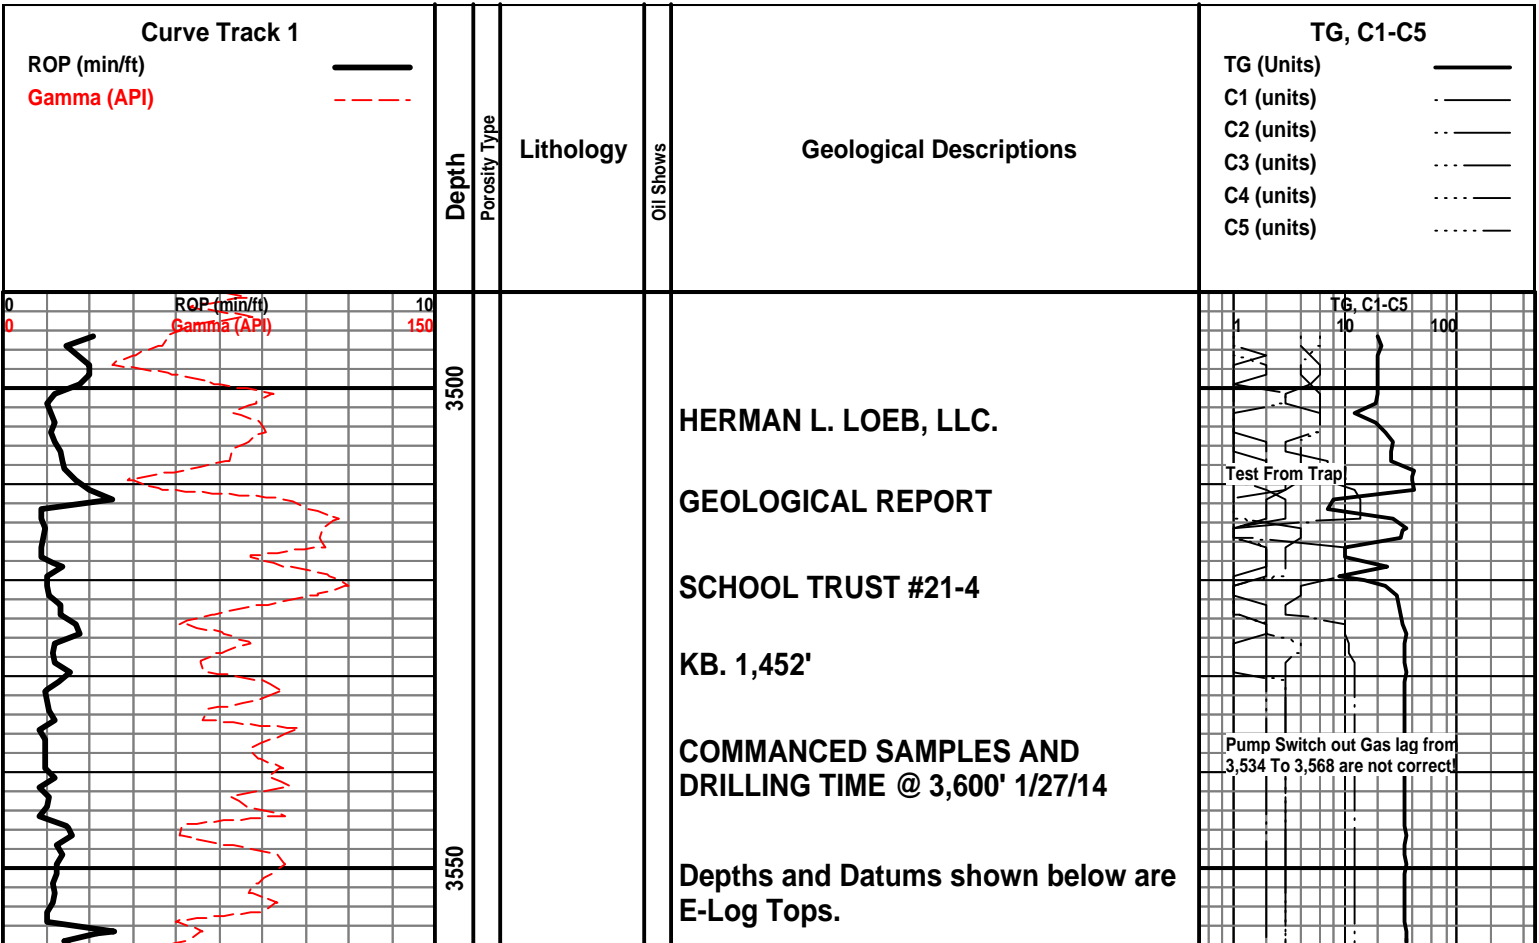 Curve Track 1
ROP (min/ft)
Gamma (API)
Depth
Porosity Type
Lithology
Oil Shows
Geological Descriptions
TG, C1-C5
TG (Units)
C1 (units)
C2 (units)
C3 (units)
C4 (units)
C5 (units)
0 ROP (min/ft) 10
0 Gamma (API) 150
TG, C1-C5
1 10 100
3500
HERMAN L. LOEB, LLC.
Test From Trap
GEOLOGICAL REPORT
SCHOOL TRUST #21-4
KB. 1,452'
COMMANCED SAMPLES AND
DRILLING TIME @ 3,600' 1/27/14
Pump Switch out Gas lag from
3,534 To 3,568 are not correct!
3550
Depths and Datums shown below are
E-Log Tops.